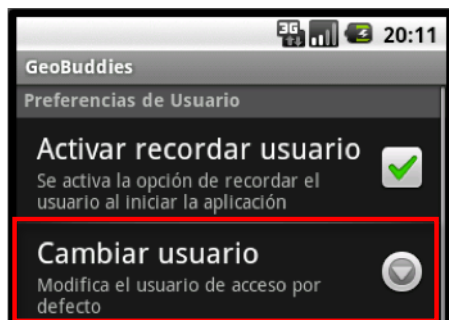 3G 20:11
GeoBuddies
Preferencias de Usuario
Activar recordar usuario
Se activa la opción de recordar el
usuario al iniciar la aplicación
Cambiar usuario
Modifica el usuario de acceso por
defecto